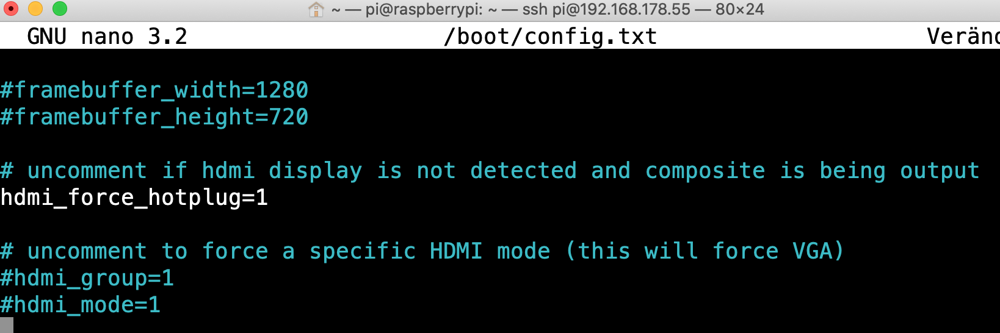 ~ — pi@raspberrypi: ~ — ssh pi@192.168.178.55 — 80×24
GNU nano 3.2 /boot/config.txt Veränd
#framebuffer_width=1280
#framebuffer_height=720
# uncomment if hdmi display is not detected and composite is being output
hdmi_force_hotplug=1
# uncomment to force a specific HDMI mode (this will force VGA)
#hdmi_group=1
#hdmi_mode=1